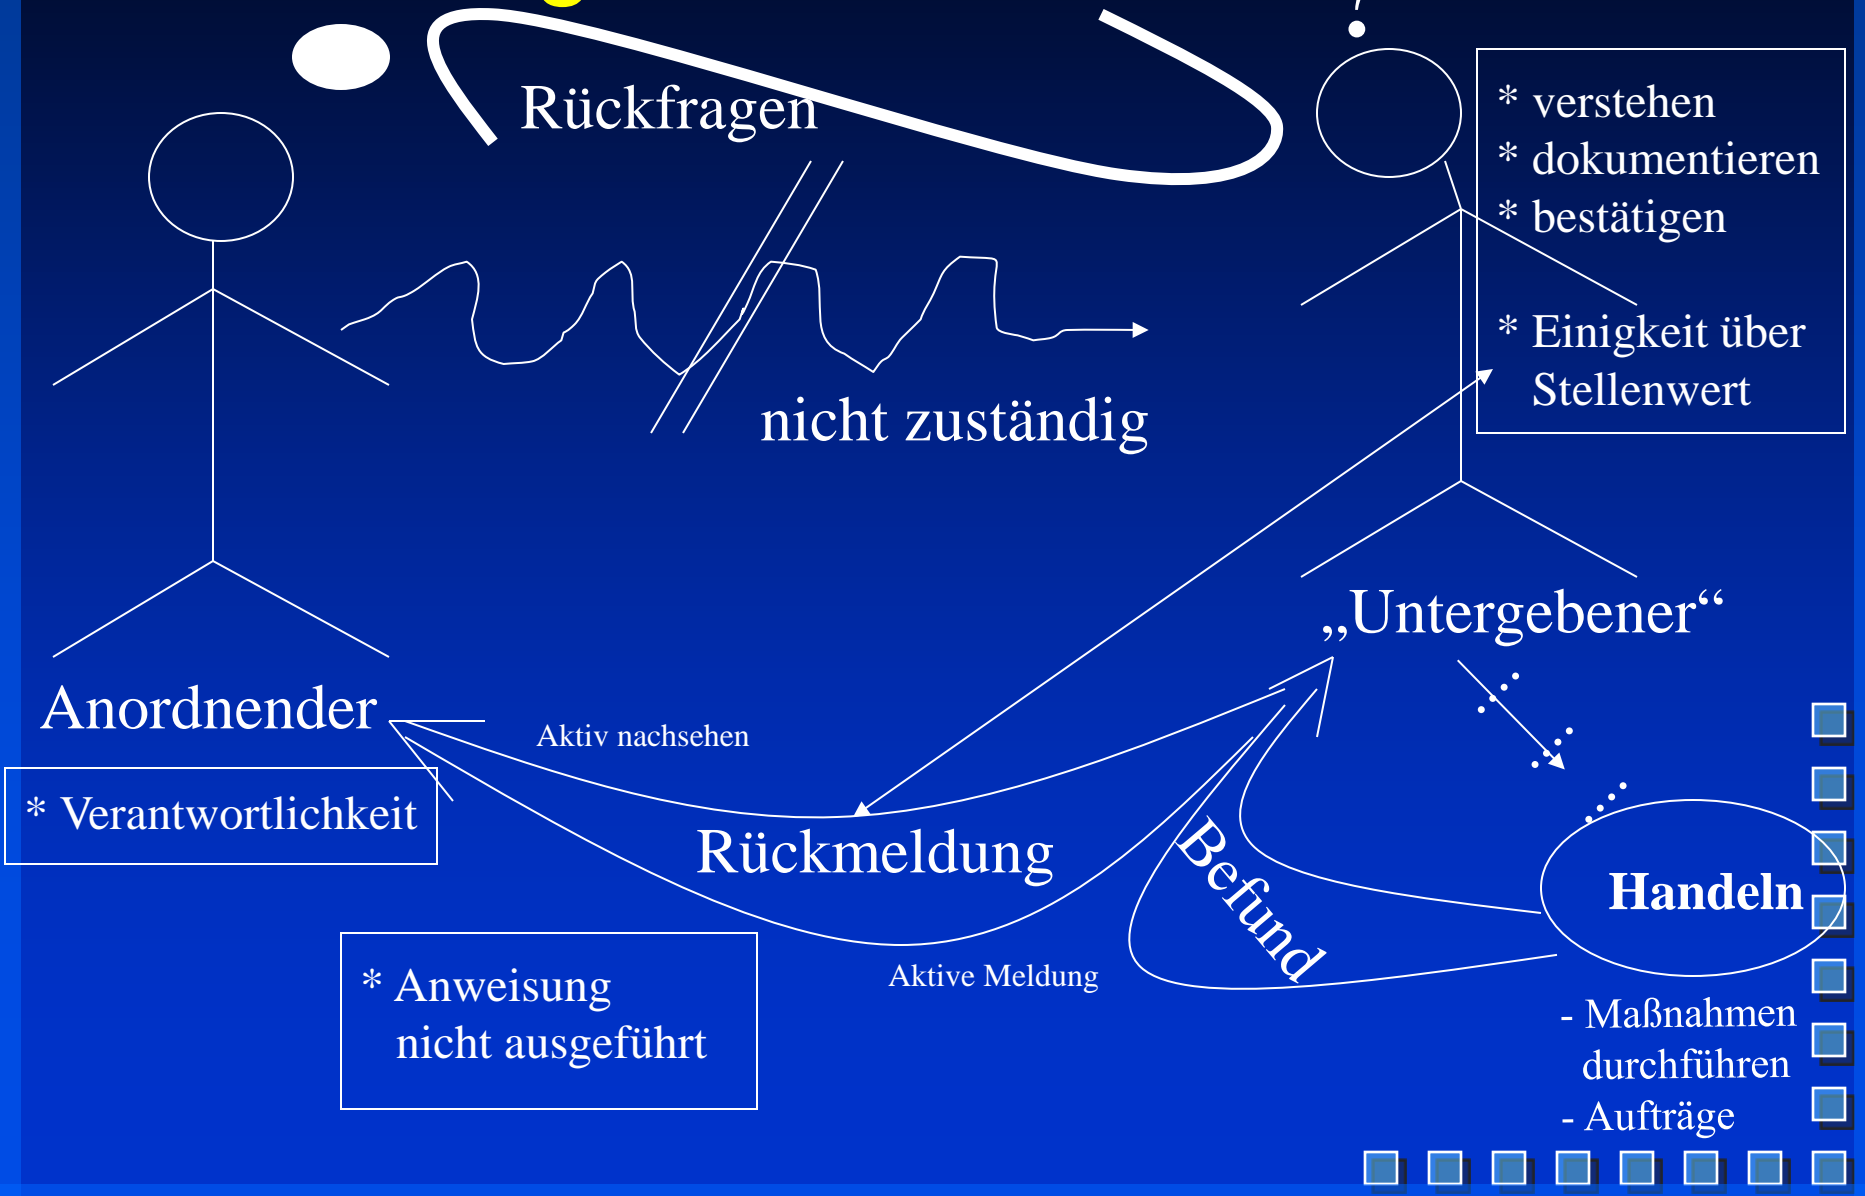 ?
Rückfragen
* verstehen
* dokumentieren
* bestätigen
* Einigkeit über
Stellenwert
nicht zuständig
„Untergebener“
Anordnender
Aktiv nachsehen
* Verantwortlichkeit
Rückmeldung
Befund
Handeln
* Anweisung
nicht ausgeführt
Aktive Meldung
- Maßnahmen
durchführen
- Aufträge